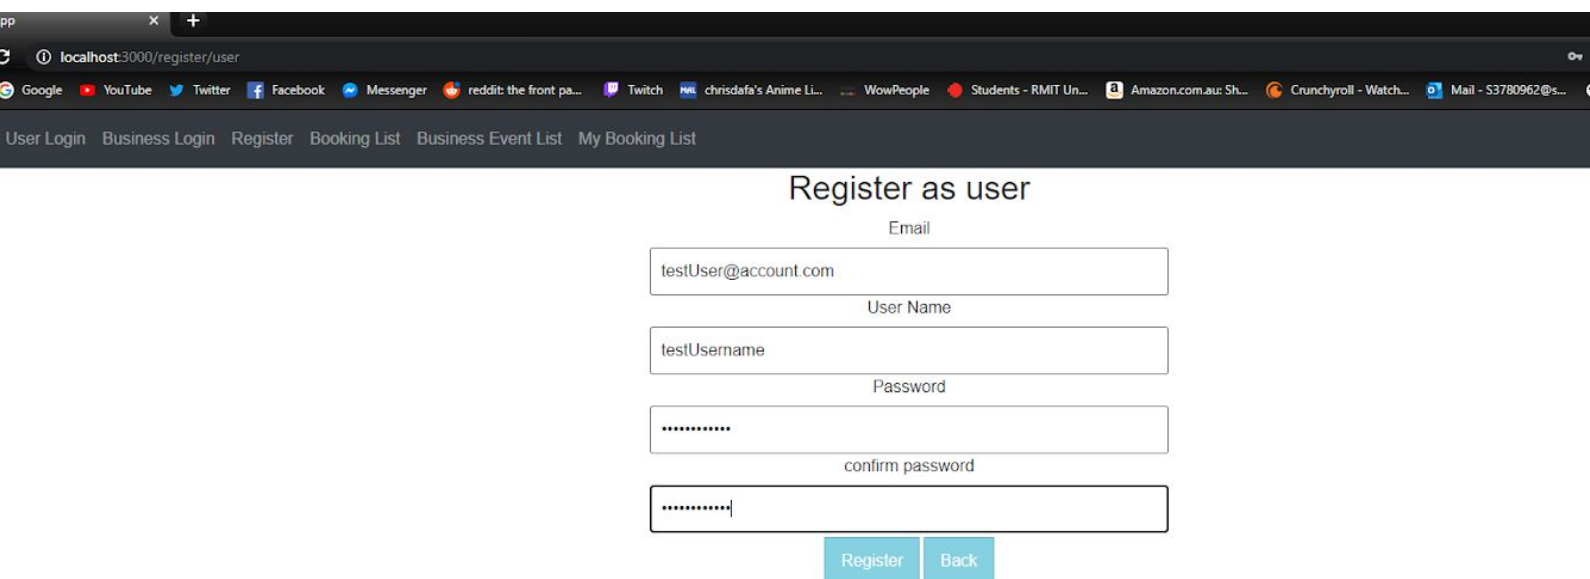 pp
localhost:3000/register/user
Google YouTube Twitter Facebook Messenger reddit: the front pa... Twitch MAL chrisdafa's Anime Li... WowPeople Students - RMIT Un... Amazon.com.au: Sh... Crunchyroll - Watch... Mail - S3780962@s...
User Login Business Login Register Booking List Business Event List My Booking List
Register as user
Email
testUser@account.com
User Name
testUsername
Password
••••••••••••
confirm password
••••••••••••
Register Back